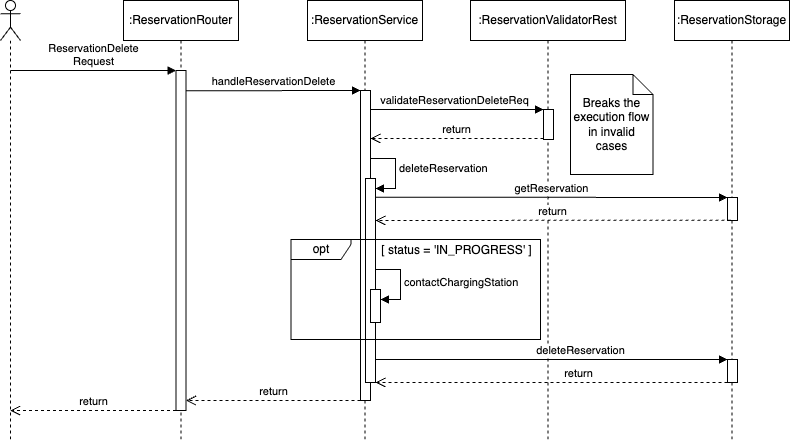 :ReservationRouter
:ReservationService
:ReservationValidatorRest
:ReservationStorage
ReservationDelete
Request
handleReservationDelete
validateReservationDeleteReq
Breaks the
execution flow
in invalid
cases
return
deleteReservation
getReservation
return
opt
[ status = 'IN_PROGRESS' ]
contactChargingStation
deleteReservation
return
return
return